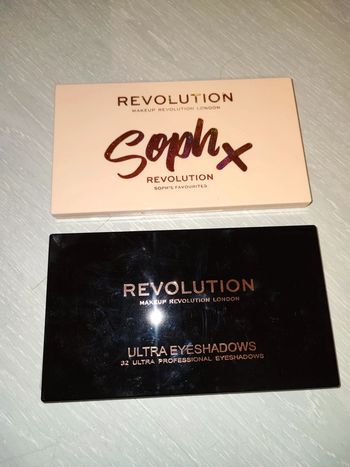 REVOLUTION
MAKEUP REVOLUTION LONDON
Soph x
REVOLUTION
SOPH'S FAVOURITES
REVOLUTION
MAKEUP REVOLUTION LONDON
ULTRA EYESHADOWS
32 ULTRA PROFESSIONAL EYESHADOWS